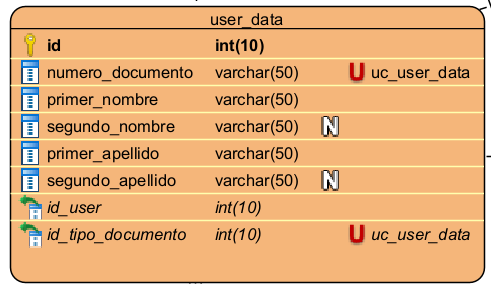 user_data
id int(10)
numero_documento varchar(50) U uc_user_data
primer_nombre varchar(50)
segundo_nombre varchar(50) N
primer_apellido varchar(50)
segundo_apellido varchar(50) N
id_user int(10)
id_tipo_documento int(10) U uc_user_data